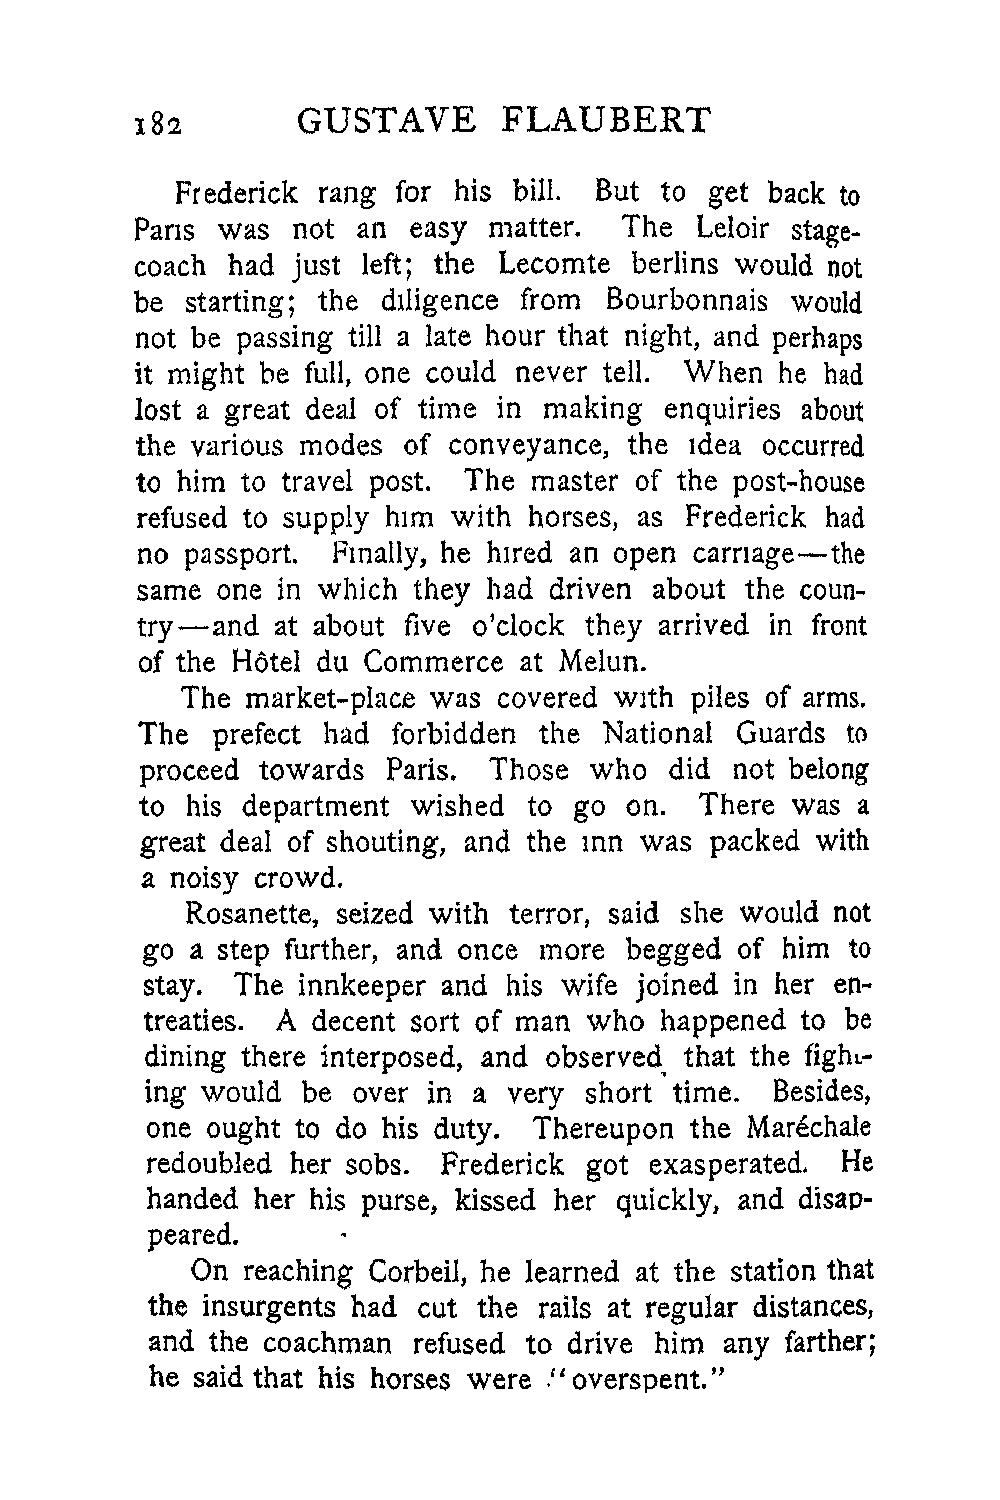 182 GUSTAVE FLAUBERT
Frederick rang for his bill. But to get back to
Paris was not an easy matter. The Leloir stage-
coach had just left; the Lecomte berlins would not
be starting; the diligence from Bourbonnais would
not be passing till a late hour that night, and perhaps
it might be full, one could never tell. When he had
lost a great deal of time in making enquiries about
the various modes of conveyance, the idea occurred
to him to travel post. The master of the post-house
refused to supply him with horses, as Frederick had
no passport. Finally, he hired an open carriage—the
same one in which they had driven about the coun-
try—and at about five o'clock they arrived in front
of the Hôtel du Commerce at Melun.
The market-place was covered with piles of arms.
The prefect had forbidden the National Guards to
proceed towards Paris. Those who did not belong
to his department wished to go on. There was a
great deal of shouting, and the inn was packed with
a noisy crowd.
Rosanette, seized with terror, said she would not
go a step further, and once more begged of him to
stay. The innkeeper and his wife joined in her en-
treaties. A decent sort of man who happened to be
dining there interposed, and observed that the fight-
ing would be over in a very short time. Besides,
one ought to do his duty. Thereupon the Maréchale
redoubled her sobs. Frederick got exasperated. He
handed her his purse, kissed her quickly, and disap-
peared.
On reaching Corbeil, he learned at the station that
the insurgents had cut the rails at regular distances,
and the coachman refused to drive him any farther;
he said that his horses were "overspent."